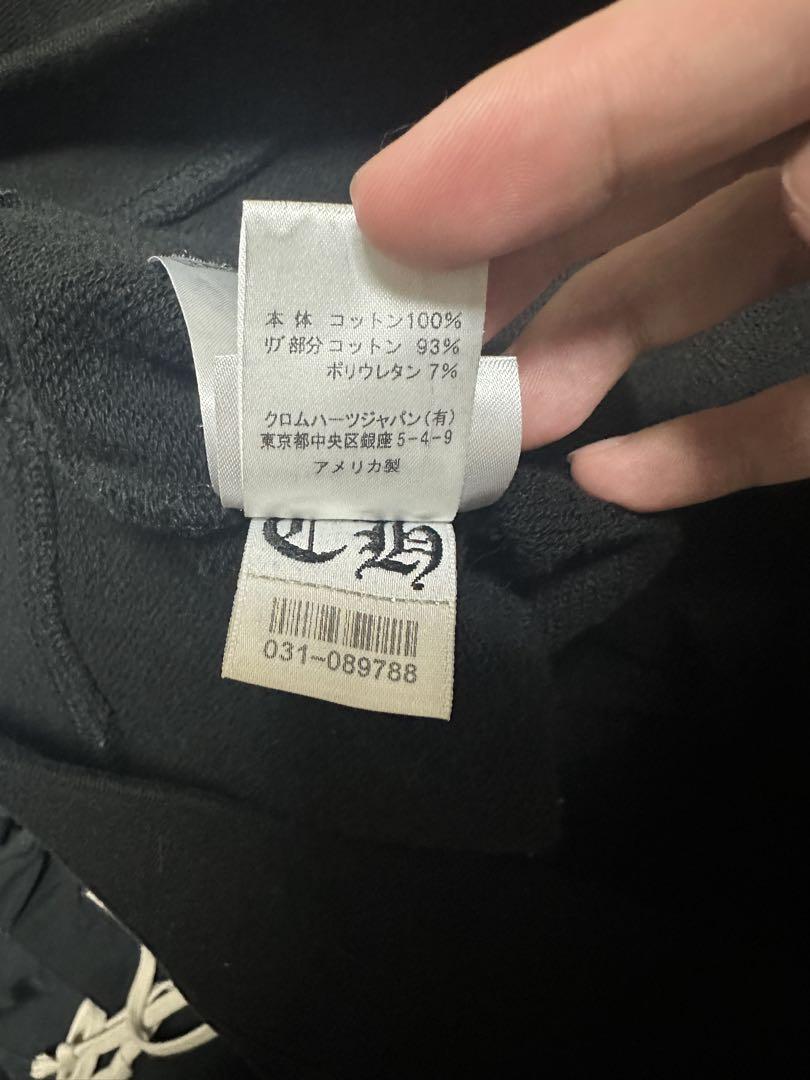 本体 コットン100%
ﾘﾌﾞ部分コットン 93%
ポリウレタン 7%
クロムハーツジャパン(有)
東京都中央区銀座5-4-9
アメリカ製
CH
031-089788